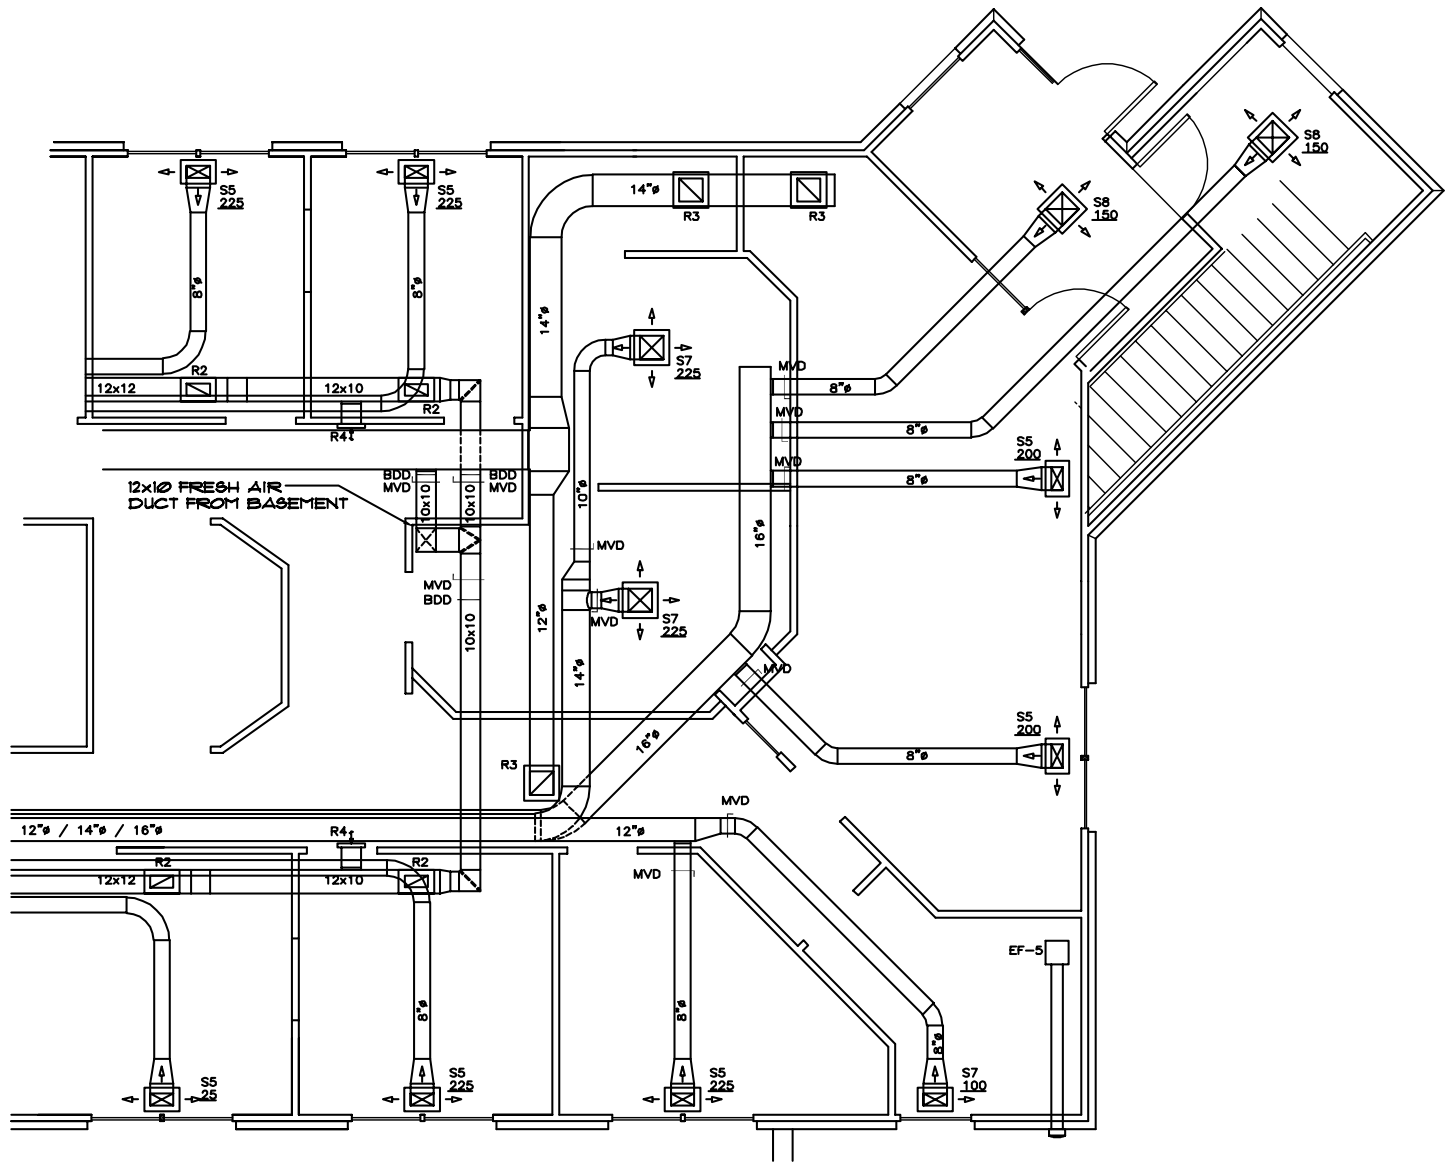 S8
150
S8
150
14"ø
R3
R3
S5
225
S5
225
8"ø
8"ø
14"ø
S7
225
MVD
8"ø
R2
12x12
12x10
R2
R4
8"ø
MVD
8"ø
S5
200
BDD
MVD
BDD
MVD
10x10
10x10
12x10 FRESH AIR
DUCT FROM BASEMENT
10"ø
16"ø
MVD
MVD
BDD
10x10
12"ø
MVD
S7
225
14"ø
MVD
16"ø
S5
200
8"ø
R3
MVD
12"ø / 14"ø / 16"ø
R4
12"ø
R2
R2
12x12
12x10
MVD
EF-5
8"ø
8"ø
8"ø
S5
25
S5
225
S5
225
S7
100